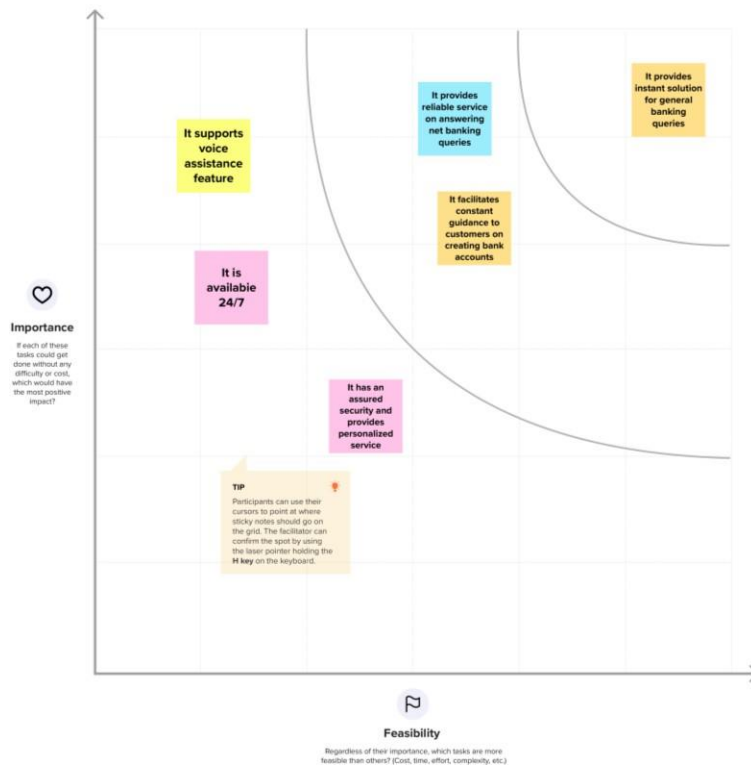 It provides
instant solution
for general
banking
queries
It provides
reliable service
on answering
net banking
queries
It supports
voice
assistance
feature
It facilitates
constant
guidance to
customers on
creating bank
accounts
It is
available
24/7
Importance
If each of these
tasks could get
done without any
difficulty or cost,
which would have
the most positive
impact?
It has an
assured
security and
provides
personalized
service
TIP
Participants can use their
cursors to point at where
sticky notes should go on
the grid. The facilitator can
confirm the spot by using
the laser pointer holding the
H key on the keyboard.
Feasibility
Regardless of their importance, which tasks are more
feasible than others? (Cost, time, effort, complexity, etc.)